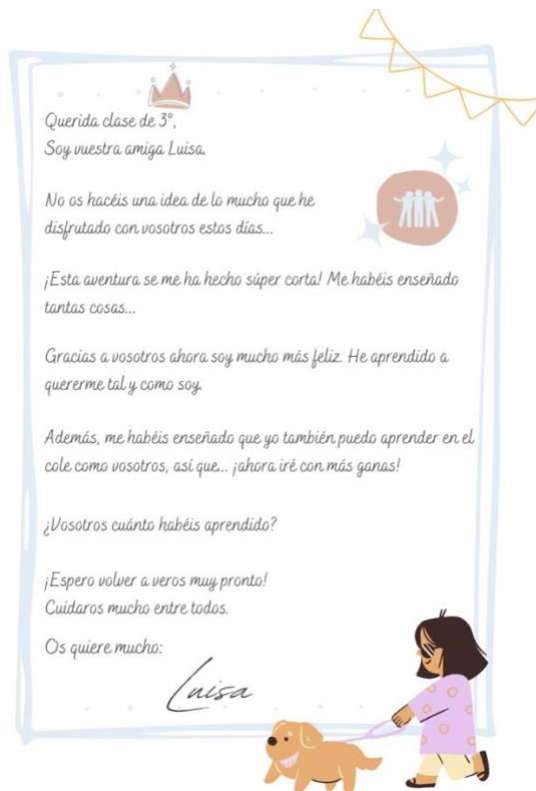 Querida clase de 3º,
Soy vuestra amiga Luisa.
No os hacéis una idea de lo mucho que he
disfrutado con vosotros estos días...
¡Esta aventura se me ha hecho súper corta! Me habéis enseñado
tantas cosas...
Gracias a vosotros ahora soy mucho más feliz. He aprendido a
quererme tal y como soy.
Además, me habéis enseñado que yo también puedo aprender en el
cole como vosotros, así que... ¡ahora iré con más ganas!
¿Vosotros cuánto habéis aprendido?
¡Espero volver a veros muy pronto!
Cuidaros mucho entre todos.
Os quiere mucho:
Luisa